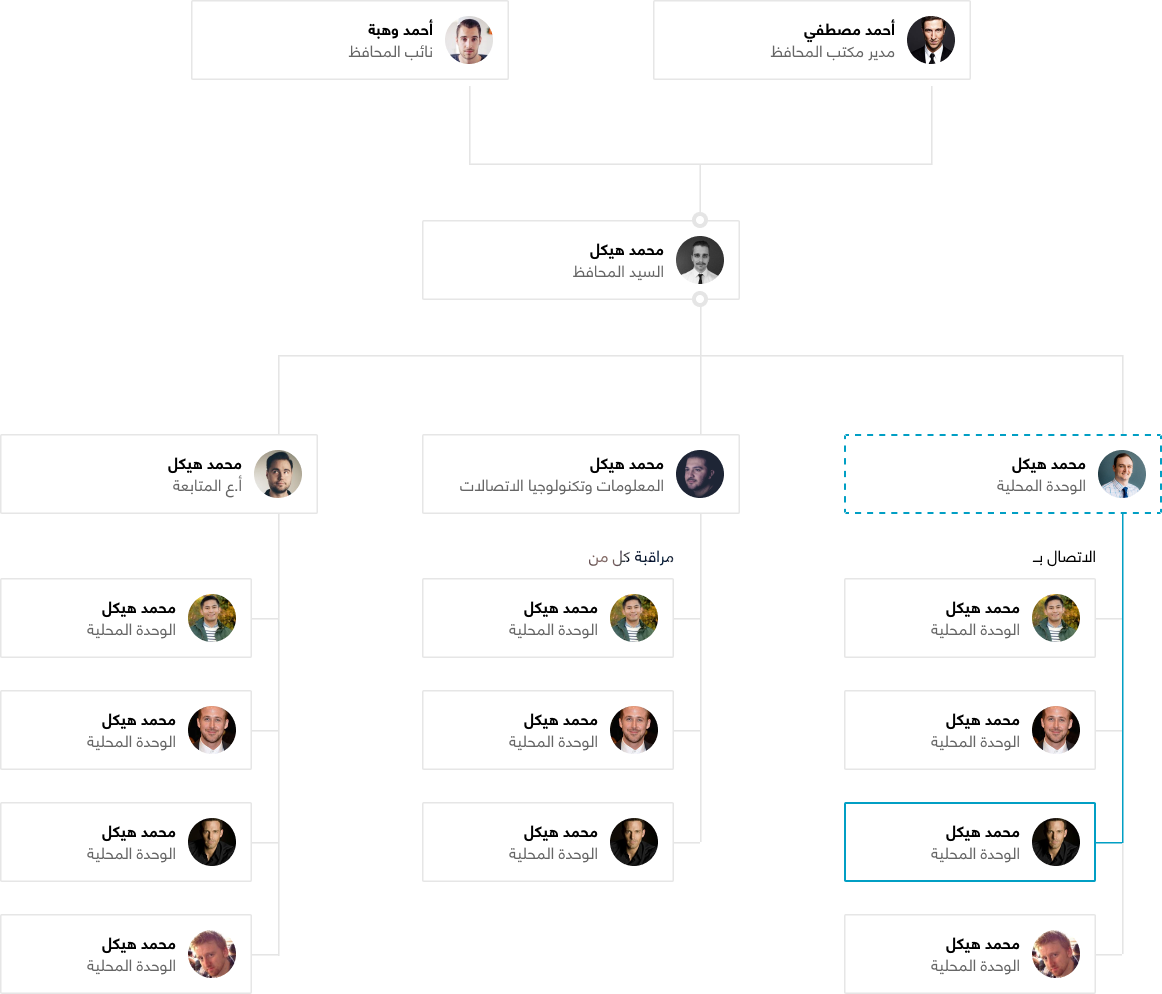 أحمد مصطفي
مدير مكتب المحافظ
أحمد وهبة
نائب المحافظ
محمد هيكل
السيد المحافظ
محمد هيكل
الوحدة المحلية
محمد هيكل
المعلومات وتكنولوجيا الاتصالات
محمد هيكل
أ.ع المتابعة
الاتصال بـ
محمد هيكل
الوحدة المحلية
محمد هيكل
الوحدة المحلية
محمد هيكل
الوحدة المحلية
محمد هيكل
الوحدة المحلية
مراقبة كل من
محمد هيكل
الوحدة المحلية
محمد هيكل
الوحدة المحلية
محمد هيكل
الوحدة المحلية
محمد هيكل
الوحدة المحلية
محمد هيكل
الوحدة المحلية
محمد هيكل
الوحدة المحلية
محمد هيكل
الوحدة المحلية